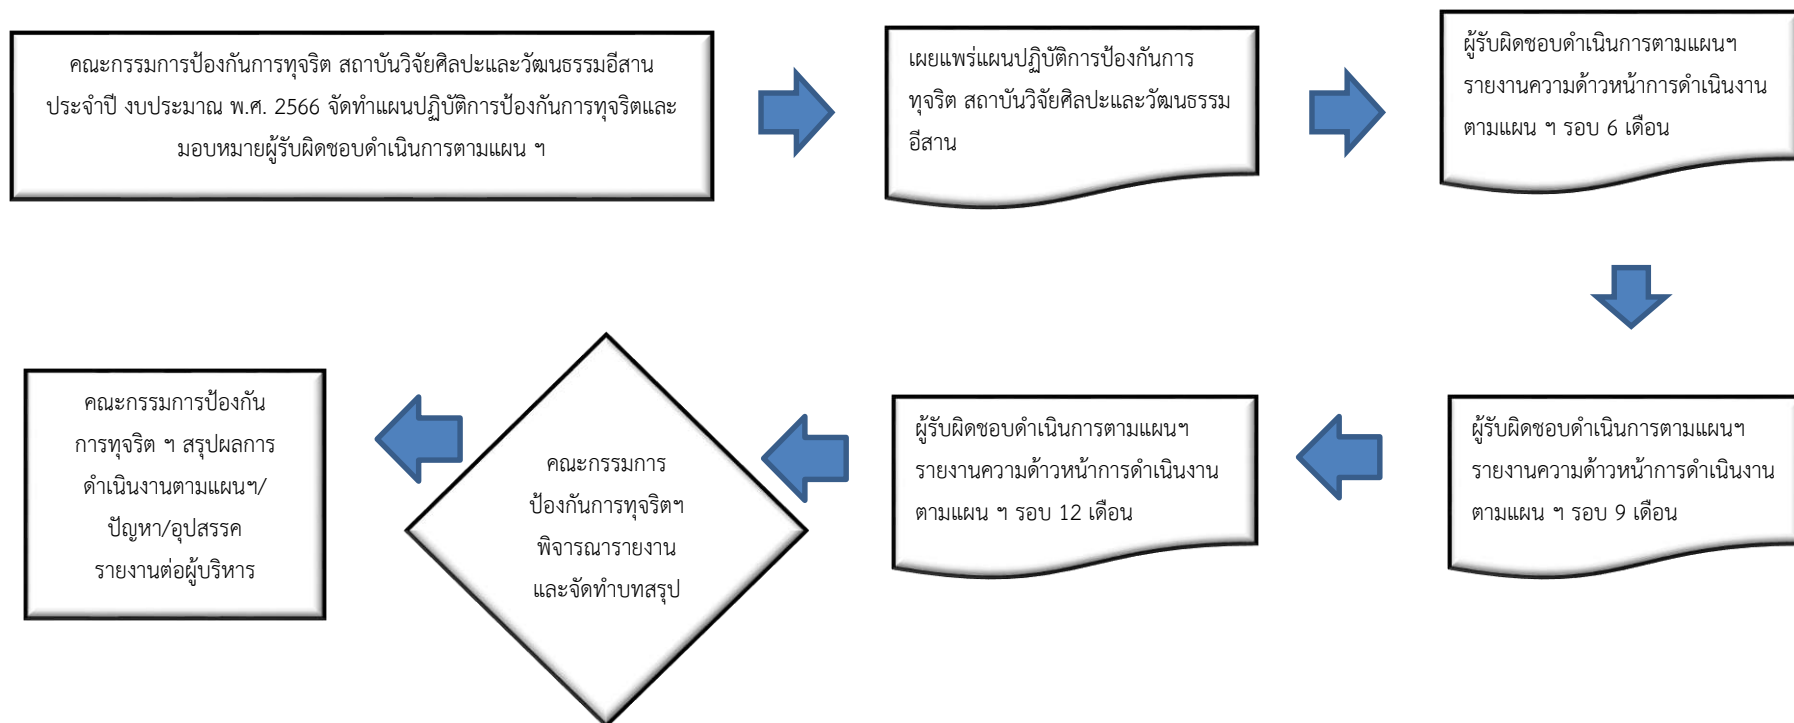 คณะกรรมการป้องกันการทุจริต สถาบันวิจัยศิลปะและวัฒนธรรมอีสาน
ประจำปี งบประมาณ พ.ศ. 2566 จัดทำแผนปฏิบัติการป้องกันการทุจริตและ
มอบหมายผู้รับผิดชอบดำเนินการตามแผน ฯ
เผยแพร่แผนปฏิบัติการป้องกันการ
ทุจริต สถาบันวิจัยศิลปะและวัฒนธรรม
อีสาน
ผู้รับผิดชอบดำเนินการตามแผนฯ
รายงานความด้าวหน้าการดำเนินงาน
ตามแผน ฯ รอบ 6 เดือน
ผู้รับผิดชอบดำเนินการตามแผนฯ
รายงานความด้าวหน้าการดำเนินงาน
ตามแผน ฯ รอบ 9 เดือน
ผู้รับผิดชอบดำเนินการตามแผนฯ
รายงานความด้าวหน้าการดำเนินงาน
ตามแผน ฯ รอบ 12 เดือน
คณะกรรมการ
ป้องกันการทุจริตฯ
พิจารณารายงาน
และจัดทำบทสรุป
คณะกรรมการป้องกัน
การทุจริต ฯ สรุปผลการ
ดำเนินงานตามแผนฯ/
ปัญหา/อุปสรรค
รายงานต่อผู้บริหาร